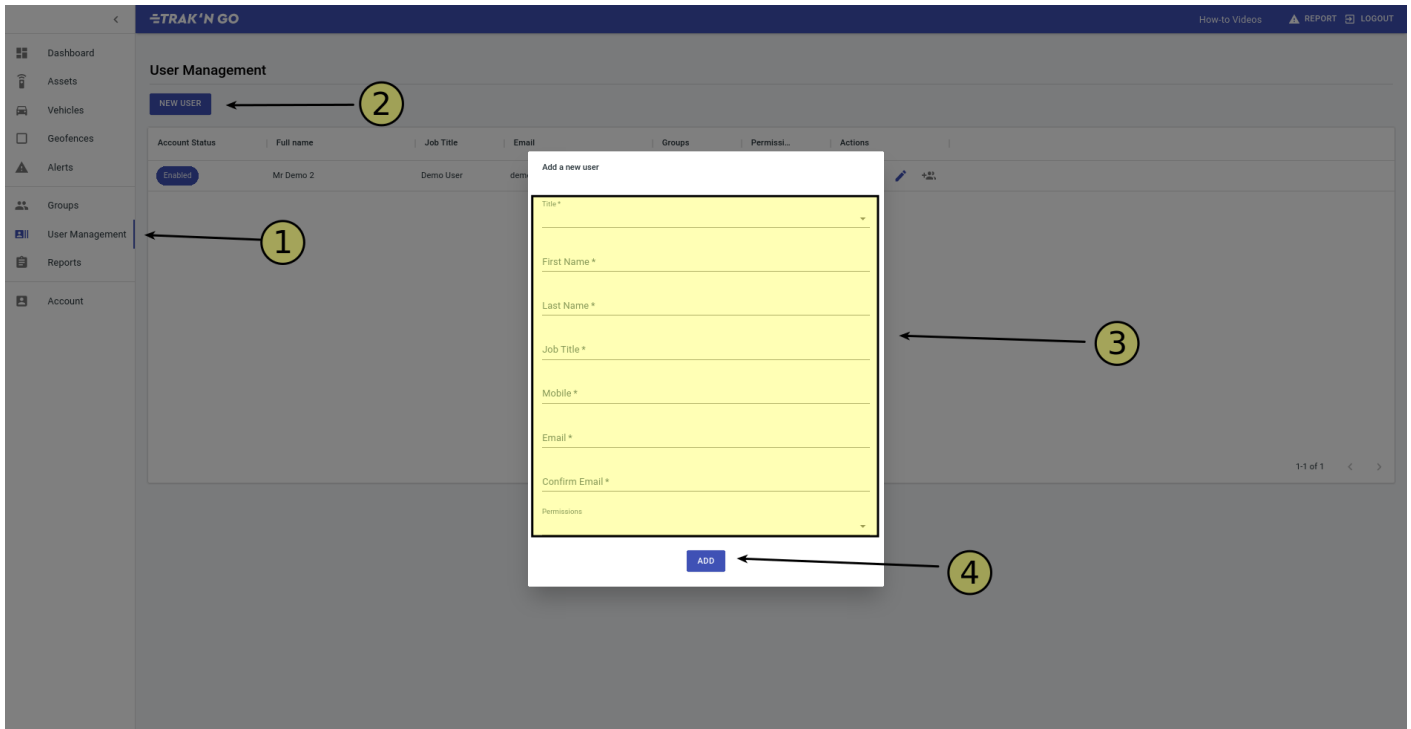 TRAK'N GO
How-to Videos
REPORT
LOGOUT
Dashboard
Assets
Vehicles
Geofences
Alerts
Groups
User Management
Reports
Account
User Management
NEW USER
2
Account Status
Full name
Job Title
Email
Groups
Permissi...
Actions
Enabled
Mr Demo 2
Demo User
demo
1
Add a new user
Title *
First Name *
Last Name *
Job Title *
Mobile *
Email *
Confirm Email *
Permissions
ADD
3
4
1-1 of 1